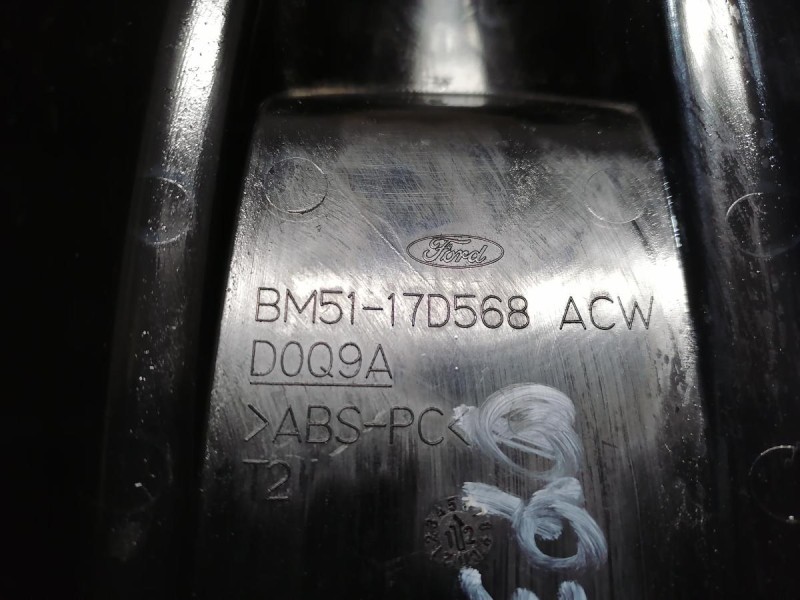 Ford
BM51-17D568 ACW
D0Q9A
>ABS-PC<
T2